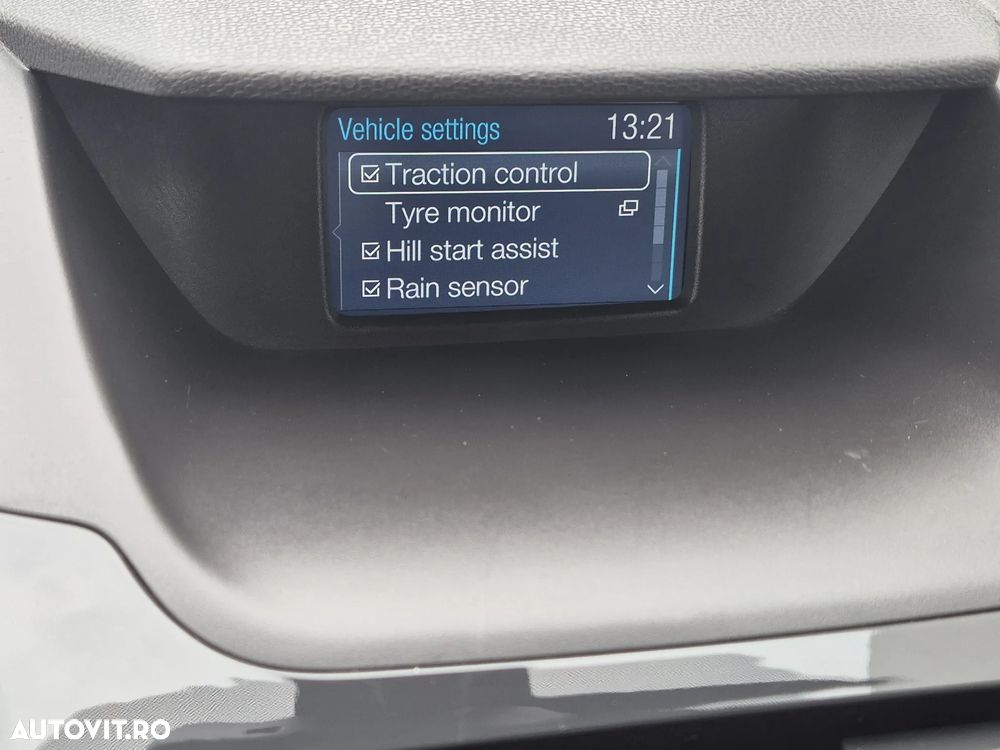 Vehicle settings 13:21
Traction control
Tyre monitor
Hill start assist
Rain sensor
AUTOVIT.RO